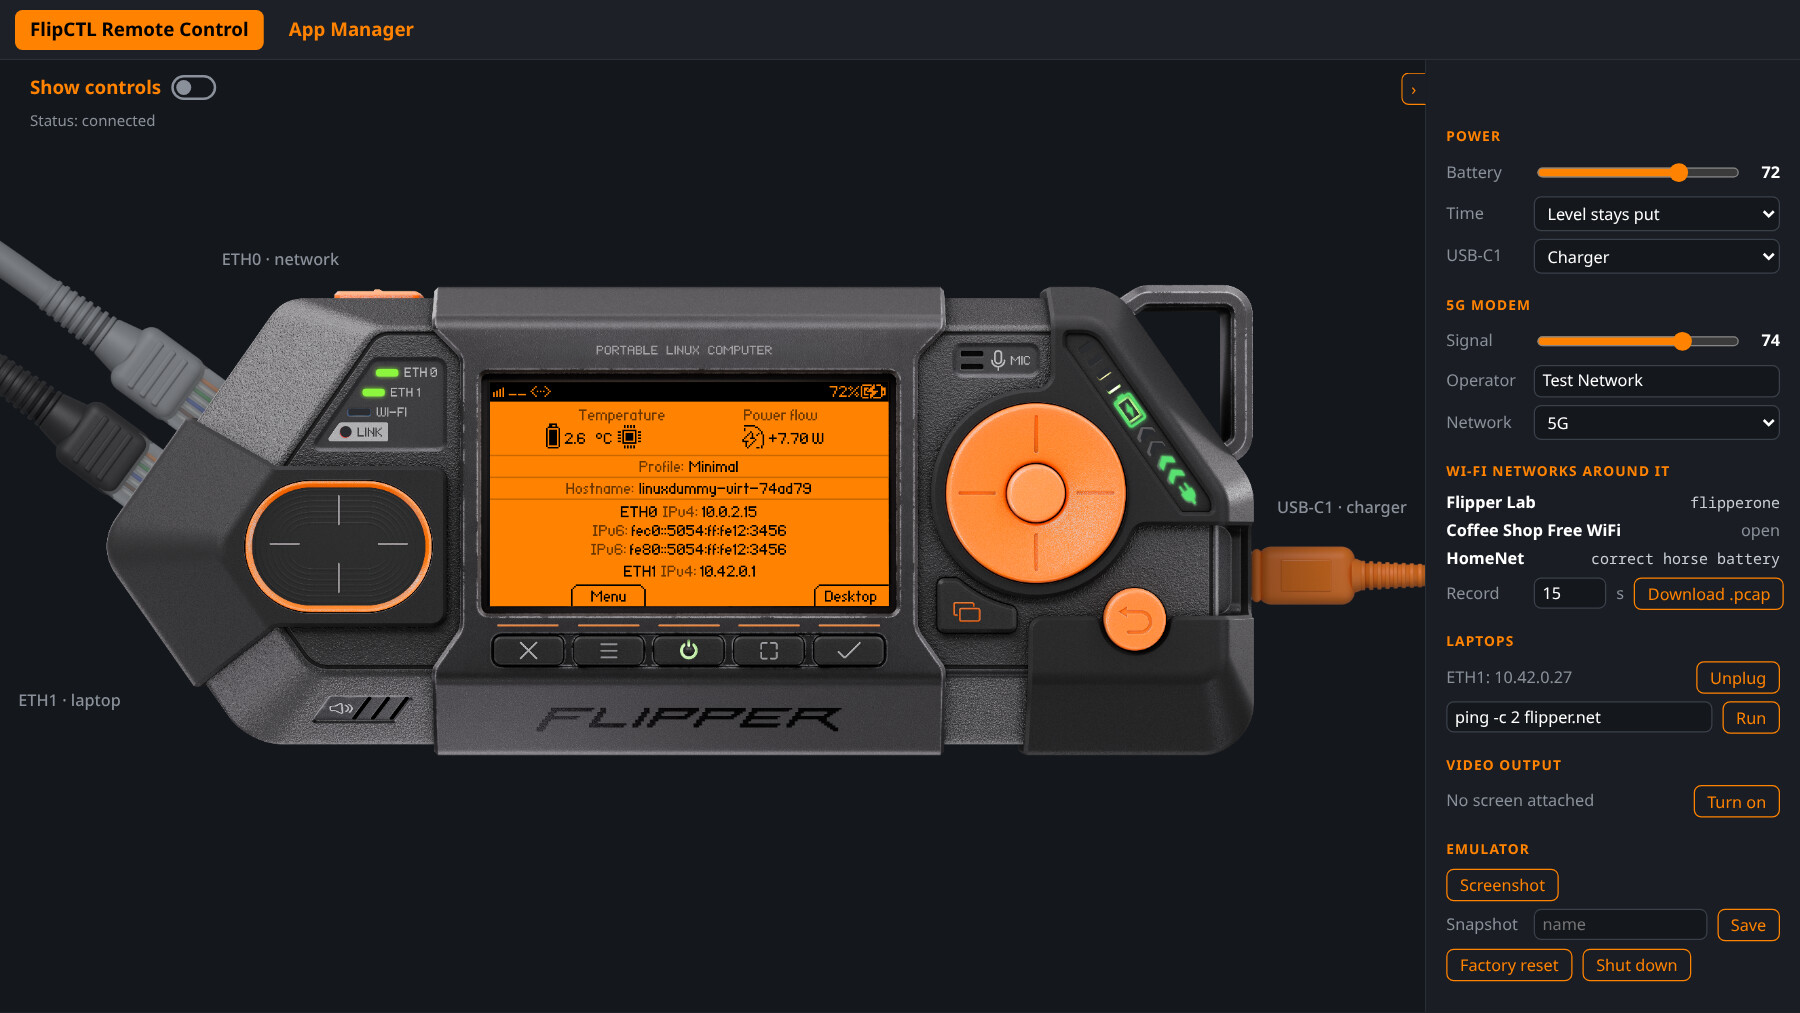 FlipCTL Remote Control
App Manager
Show controls
Status: connected
ETH0 · network
ETH1 · laptop
USB-C1 · charger
PORTABLE LINUX COMPUTER
ETH 0
ETH 1
WI-FI
LINK
MIC
72%
Temperature
Power flow
2.6 °C
+7.70 W
Profile: Minimal
Hostname: linuxdummy-virt-74ad79
ETH0 IPv4: 10.0.2.15
IPv6: fec0::5054:ff:fe12:3456
IPv6: fe80::5054:ff:fe12:3456
ETH1 IPv4: 10.42.0.1
Menu
Desktop
FLIPPER
POWER
Battery 72
Time Level stays put
USB-C1 Charger
5G MODEM
Signal 74
Operator Test Network
Network 5G
WI-FI NETWORKS AROUND IT
Flipper Lab flipperone
Coffee Shop Free WiFi open
HomeNet correct horse battery
Record 15 s Download .pcap
LAPTOPS
ETH1: 10.42.0.27 Unplug
ping -c 2 flipper.net Run
VIDEO OUTPUT
No screen attached Turn on
EMULATOR
Screenshot
Snapshot name Save
Factory reset Shut down